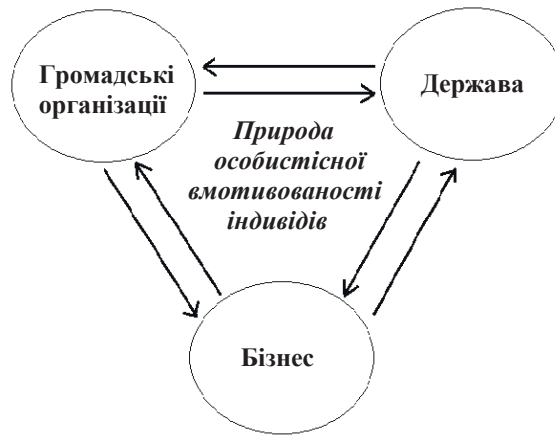 Громадські
організації
Держава
Природа
особистісної
вмотивованості
індивідів
Бізнес